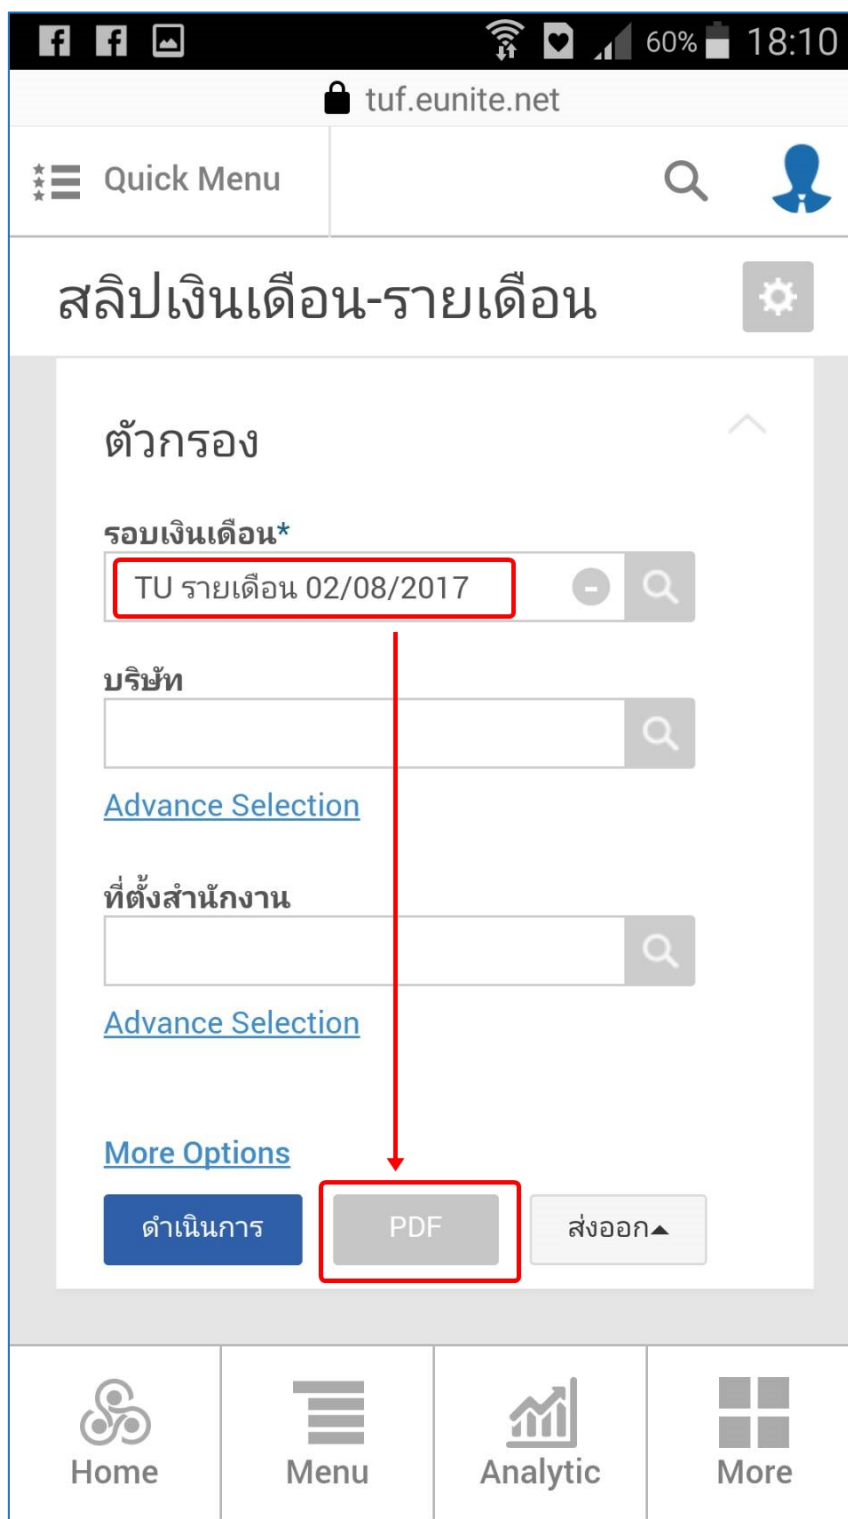 60% 18:10
tuf.eunite.net
Quick Menu
สลิปเงินเดือน-รายเดือน
ตัวกรอง
รอบเงินเดือน*
TU รายเดือน 02/08/2017
บริษัท
Advance Selection
ที่ตั้งสำนักงาน
Advance Selection
More Options
ดำเนินการ PDF ส่งออก
Home Menu Analytic More